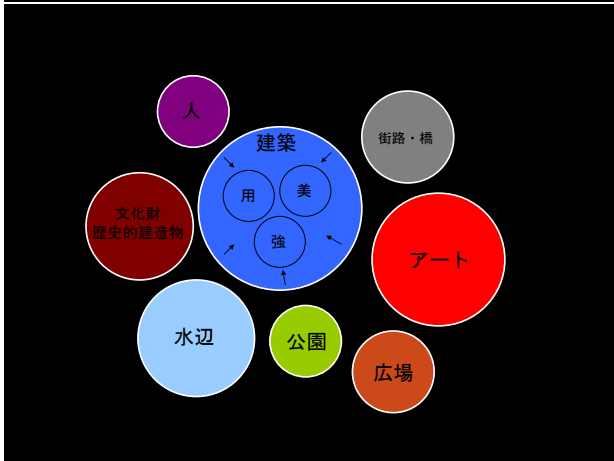 人
建築
街路・橋
用
美
強
文化財
歴史的建造物
アート
水辺
公園
広場